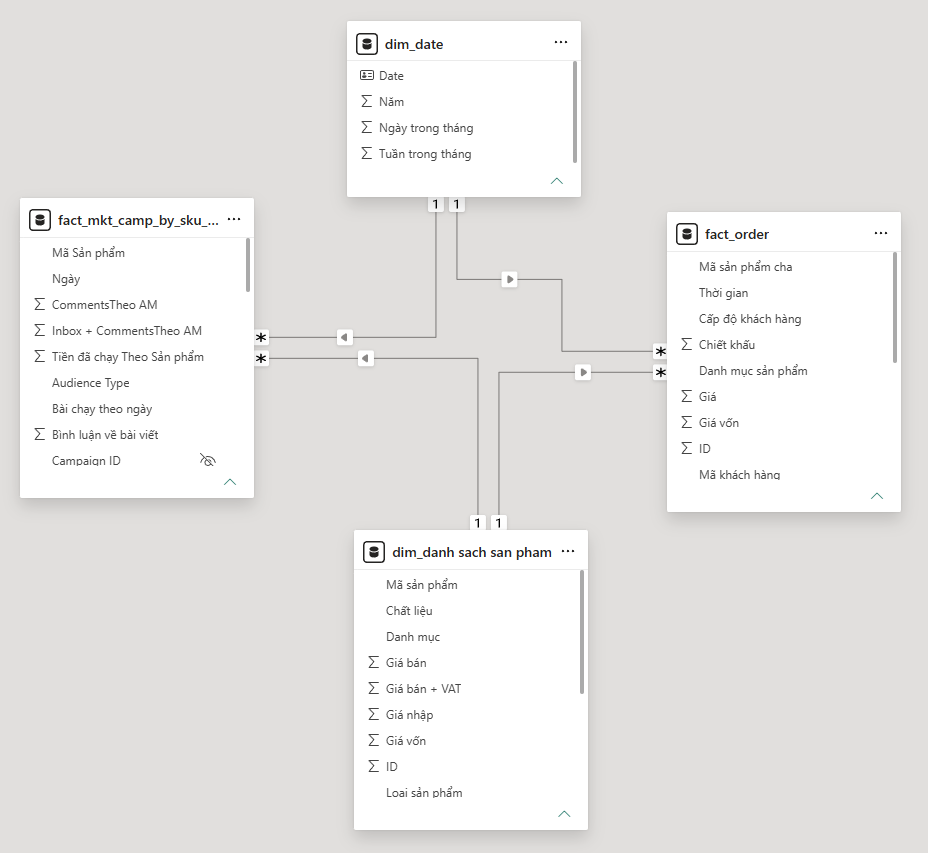 dim_date
Date
Năm
Ngày trong tháng
Tuần trong tháng
1
1
fact_mkt_camp_by_sku_...
Mã Sản phẩm
Ngày
CommentsTheo AM
Inbox + CommentsTheo AM
Tiền đã chạy Theo Sản phẩm
Audience Type
Bài chạy theo ngày
Bình luận về bài viết
Campaign ID
*
*
fact_order
Mã sản phẩm cha
Thời gian
Cấp độ khách hàng
Chiết khấu
Danh mục sản phẩm
Giá
Giá vốn
ID
Mã khách hàng
*
*
1
1
dim_danh sach san pham
Mã sản phẩm
Chất liệu
Danh mục
Giá bán
Giá bán + VAT
Giá nhập
Giá vốn
ID
Loại sản phẩm